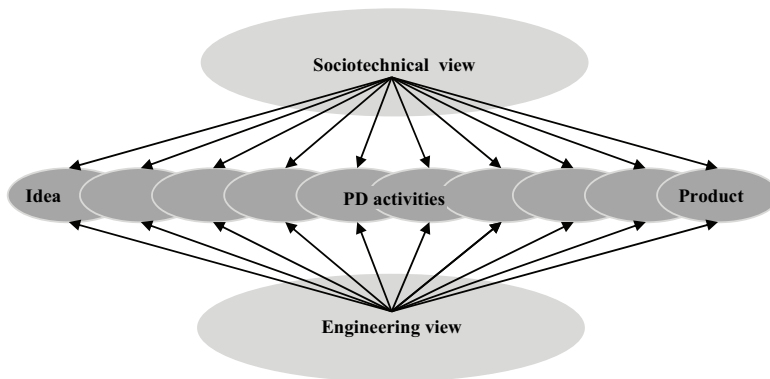 Sociotechnical view
Idea
PD activities
Product
Engineering view